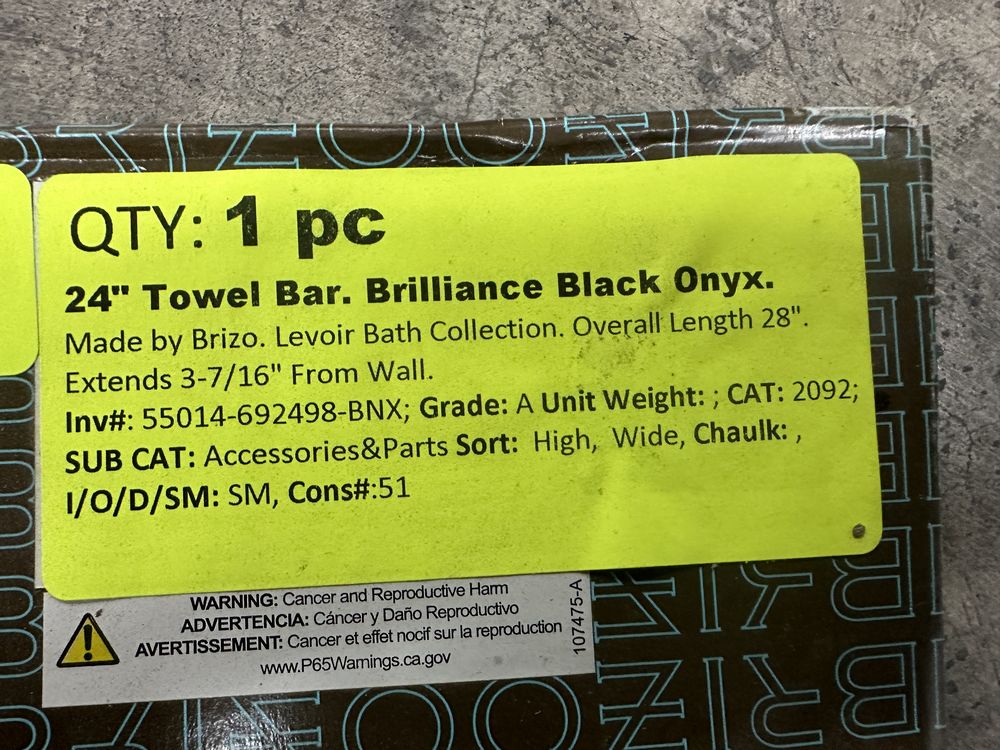 QTY: 1 pc
24" Towel Bar. Brilliance Black Onyx.
Made by Brizo. Levoir Bath Collection. Overall Length 28".
Extends 3-7/16" From Wall.
Inv#: 55014-692498-BNX; Grade: A Unit Weight: ; CAT: 2092;
SUB CAT: Accessories&Parts Sort: High, Wide, Chaulk: ,
I/O/D/SM: SM, Cons#:51
WARNING: Cancer and Reproductive Harm
ADVERTENCIA: Cáncer y Daño Reproductivo
AVERTISSEMENT: Cancer et effet nocif sur la reproduction
www.P65Warnings.ca.gov
107475-A